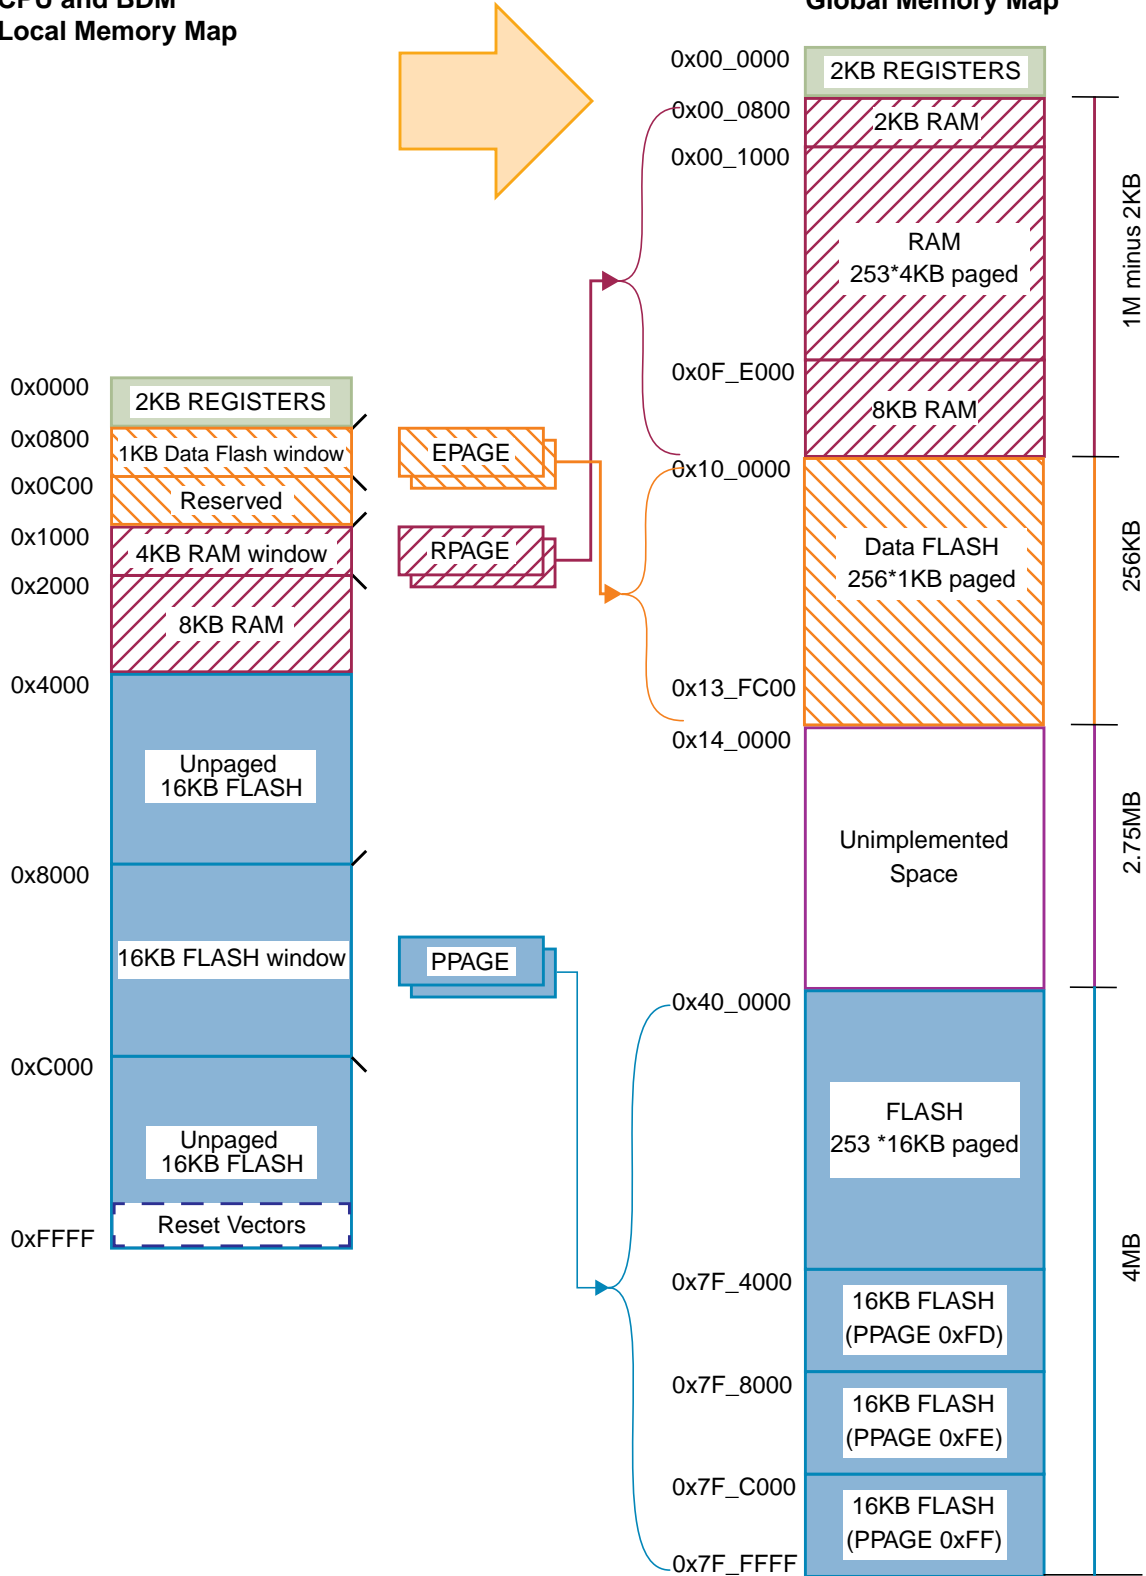 CPU and BDM
Local Memory Map
Global Memory Map
0x0000
2KB REGISTERS
0x0800
1KB Data Flash window
0x0C00
Reserved
0x1000
4KB RAM window
0x2000
8KB RAM
0x4000
Unpaged
16KB FLASH
0x8000
16KB FLASH window
0xC000
Unpaged
16KB FLASH
Reset Vectors
0xFFFF
EPAGE
RPAGE
PPAGE
0x00_0000
2KB REGISTERS
0x00_0800
2KB RAM
0x00_1000
RAM
253*4KB paged
0x0F_E000
8KB RAM
0x10_0000
Data FLASH
256*1KB paged
0x13_FC00
0x14_0000
Unimplemented
Space
0x40_0000
FLASH
253 *16KB paged
0x7F_4000
16KB FLASH
(PPAGE 0xFD)
0x7F_8000
16KB FLASH
(PPAGE 0xFE)
0x7F_C000
16KB FLASH
(PPAGE 0xFF)
0x7F_FFFF
1M minus 2KB
256KB
2.75MB
4MB